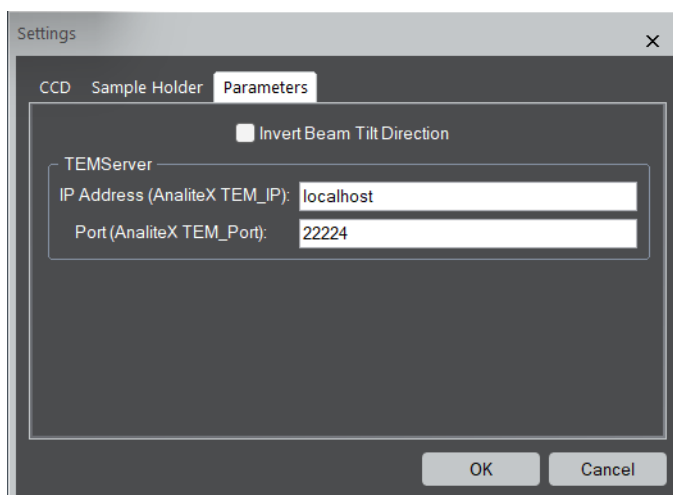 Settings
CCD Sample Holder Parameters
Invert Beam Tilt Direction
TEMServer
IP Address (AnaliteX TEM_IP): localhost
Port (AnaliteX TEM_Port): 22224
OK Cancel